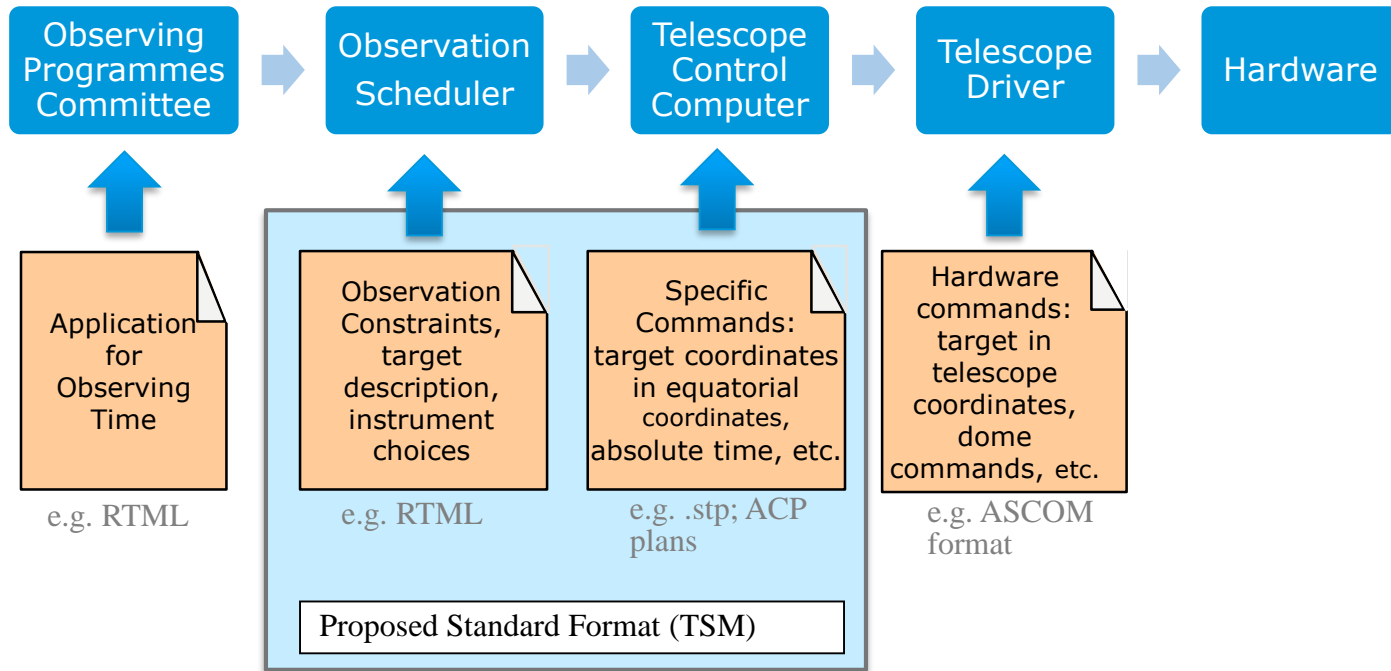 Observing
Programmes
Committee
Observation
Scheduler
Telescope
Control
Computer
Telescope
Driver
Hardware
Application
for
Observing
Time
e.g. RTML
Observation
Constraints,
target
description,
instrument
choices
e.g. RTML
Specific
Commands:
target coordinates
in equatorial
coordinates,
absolute time, etc.
e.g. .stp; ACP
plans
Hardware
commands:
target in
telescope
coordinates,
dome
commands, etc.
e.g. ASCOM
format
Proposed Standard Format (TSM)